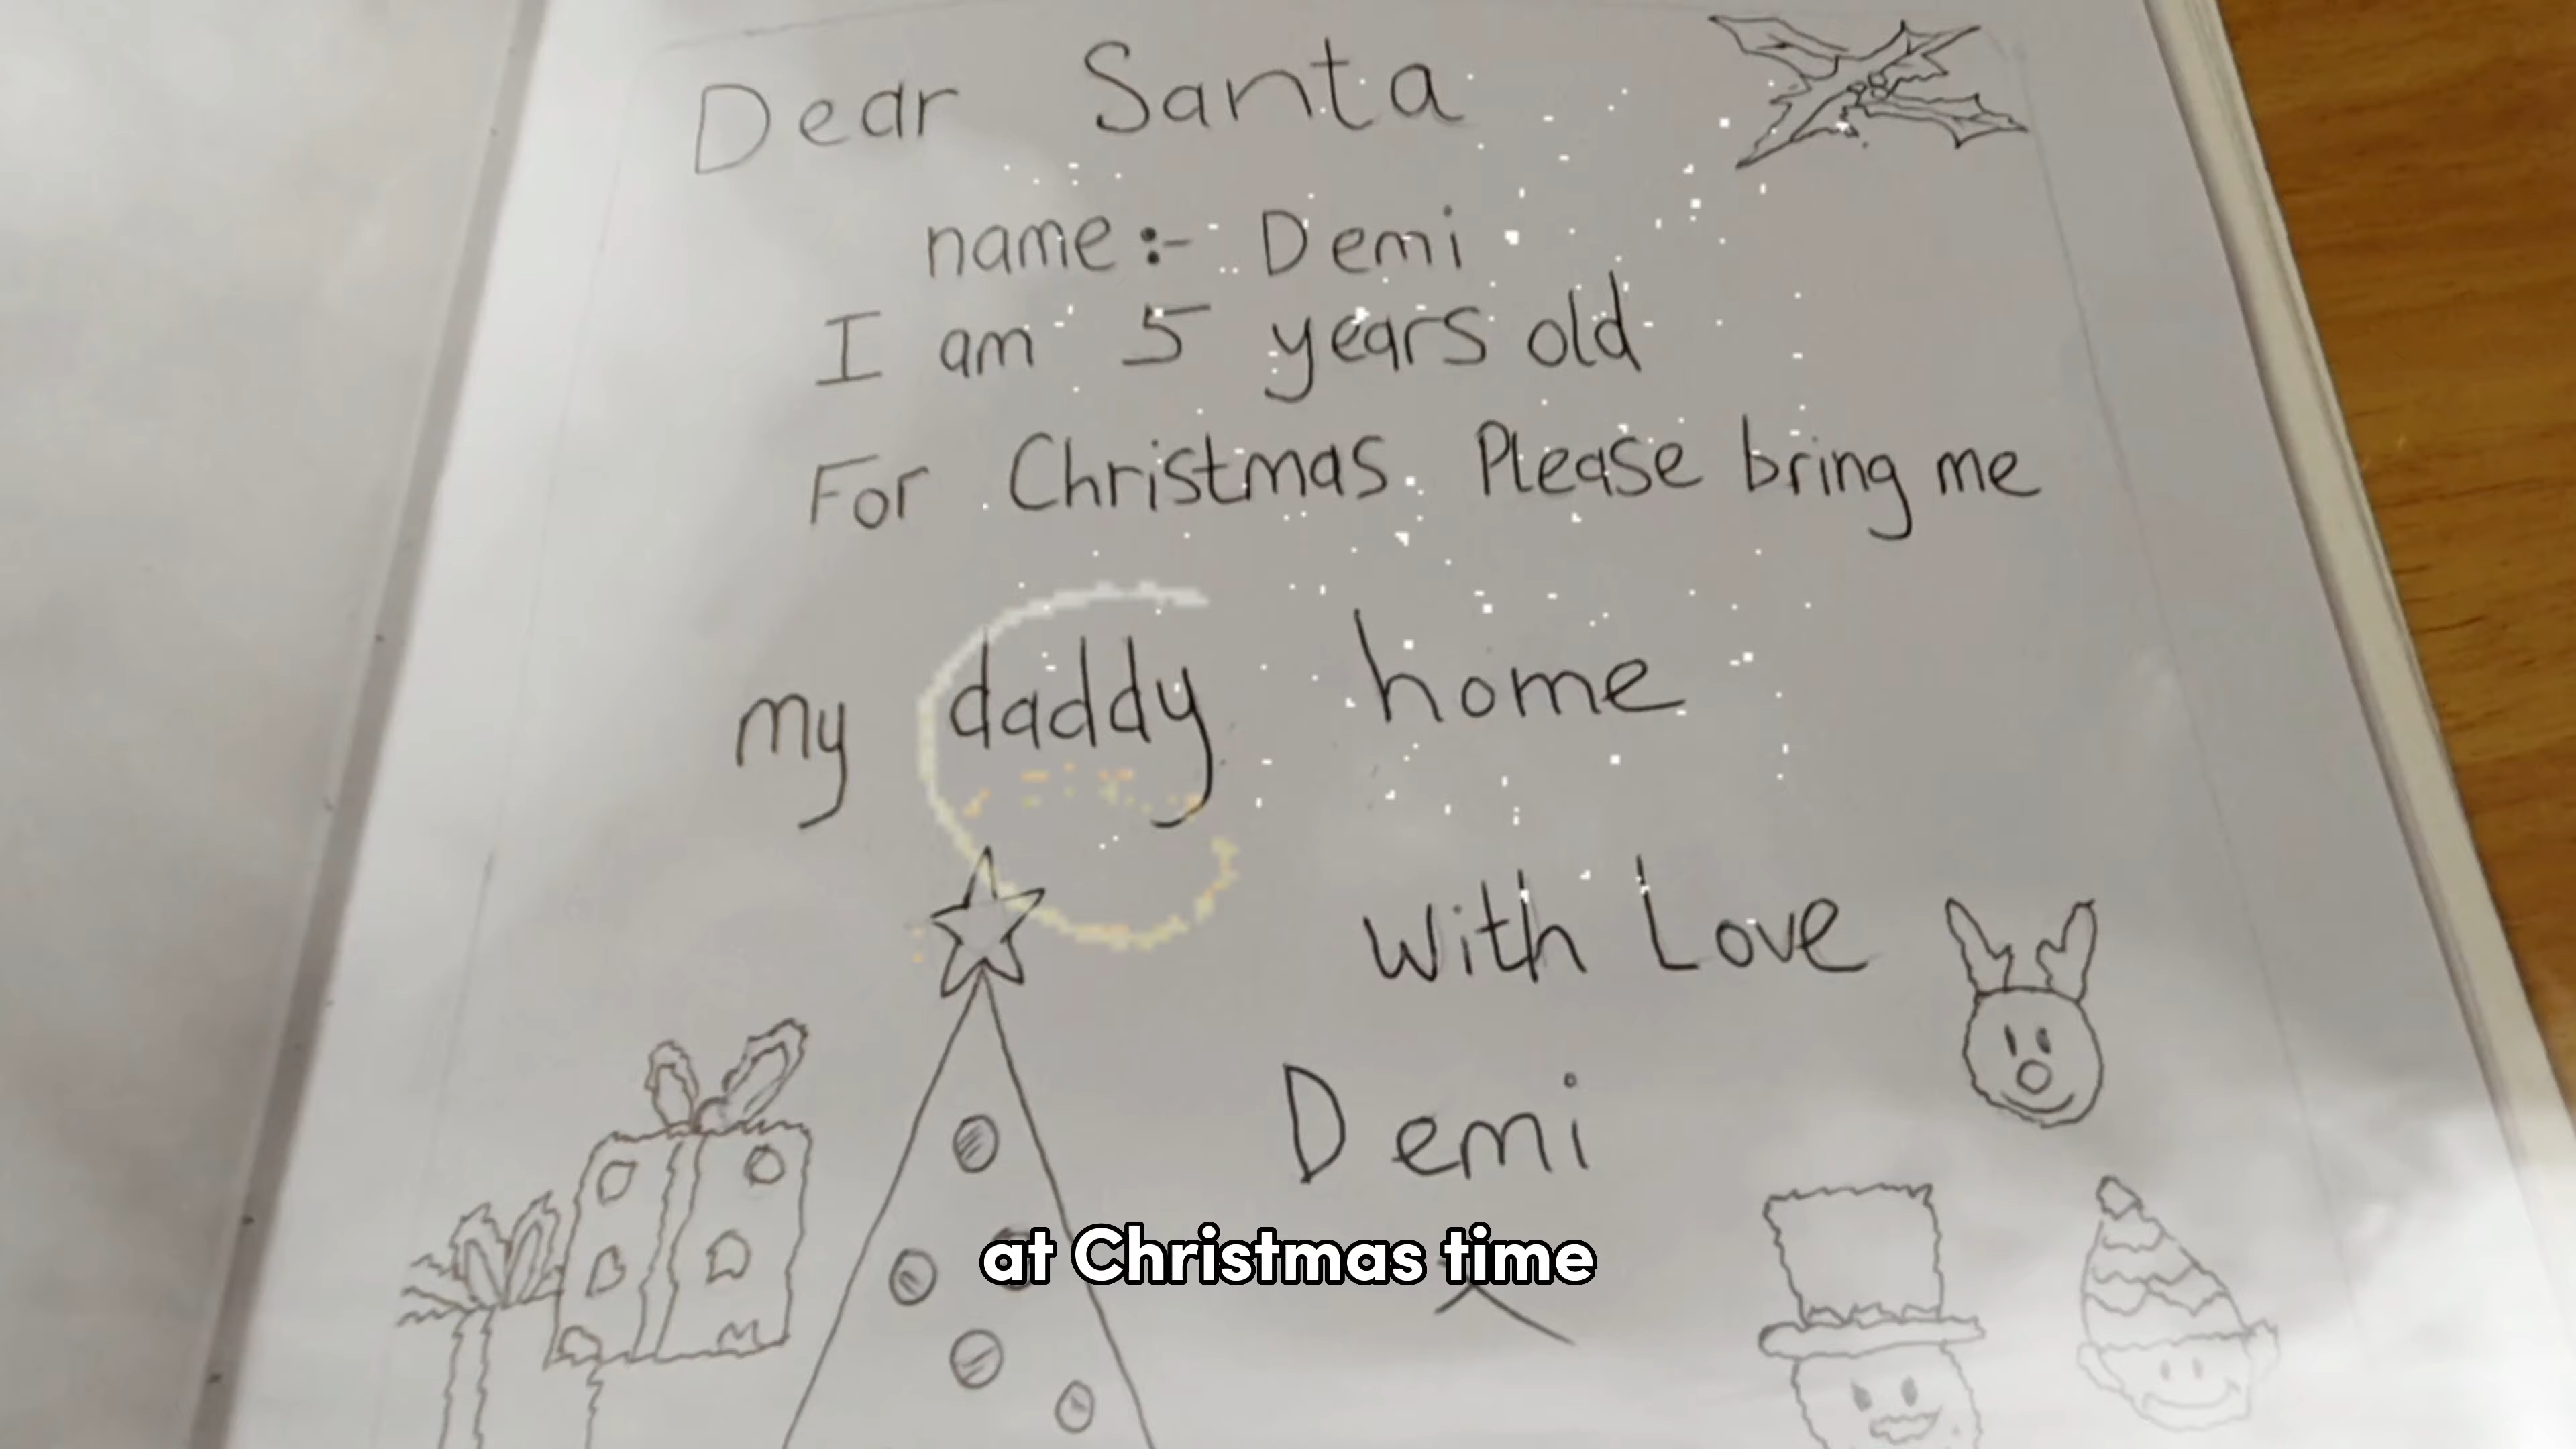 Dear Santa
name:- Demi
I am 5 years old
For Christmas. Please bring me
my daddy home
With Love
Demi
at Christmas time